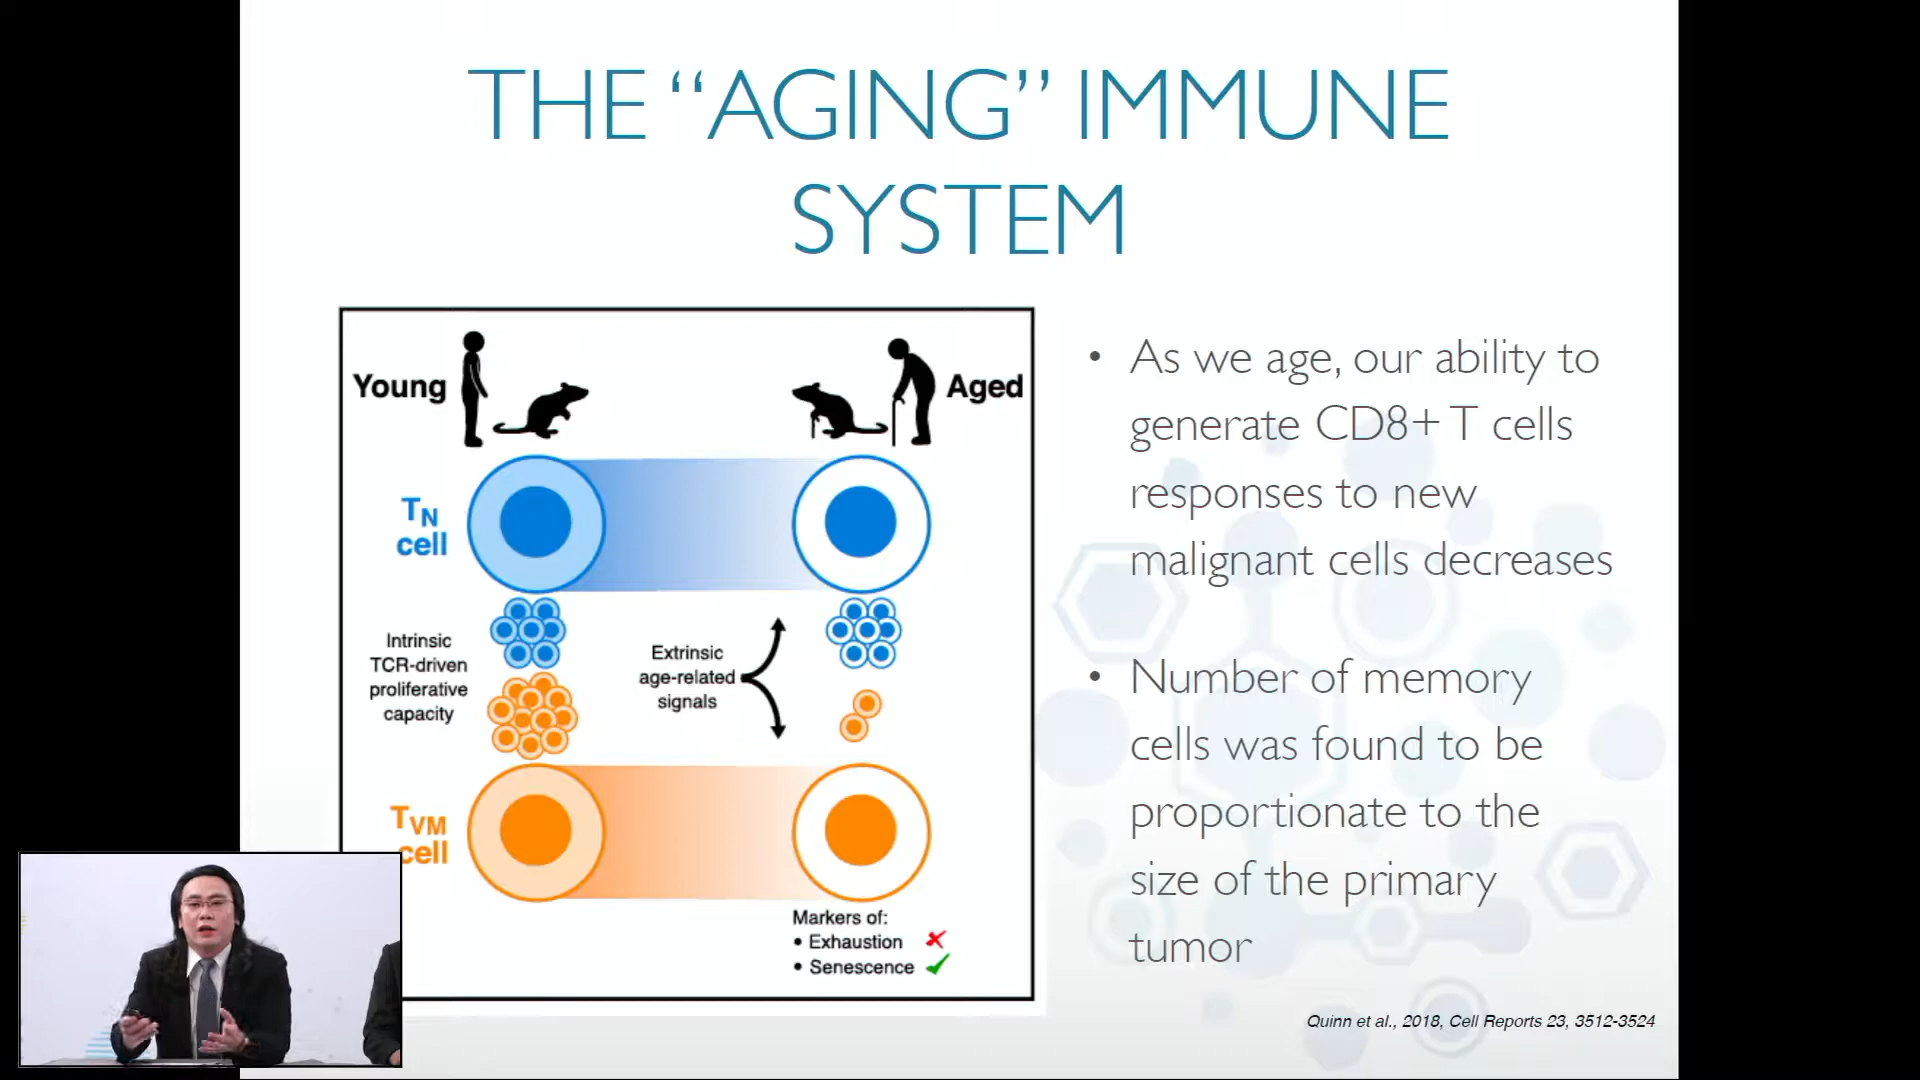 THE “AGING” IMMUNE
SYSTEM
Young
Aged
TN
cell
Intrinsic
TCR-driven
proliferative
capacity
Extrinsic
age-related
signals
TVM
cell
Markers of:
• Exhaustion ✗
• Senescence ✓
• As we age, our ability to
generate CD8+ T cells
responses to new
malignant cells decreases
• Number of memory
cells was found to be
proportionate to the
size of the primary
tumor
Quinn et al., 2018, Cell Reports 23, 3512-3524